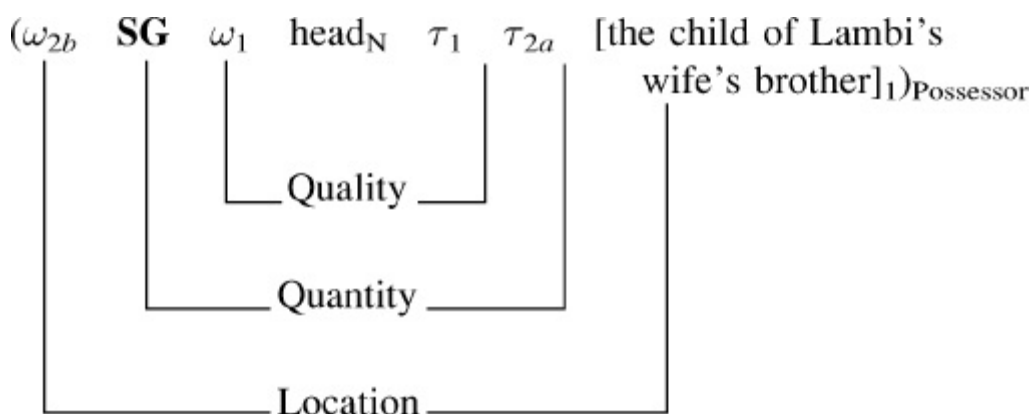 (ω2b SG ω1 headN τ1 τ2a [the child of Lambi's
wife's brother]1)Possessor
Quality
Quantity
Location